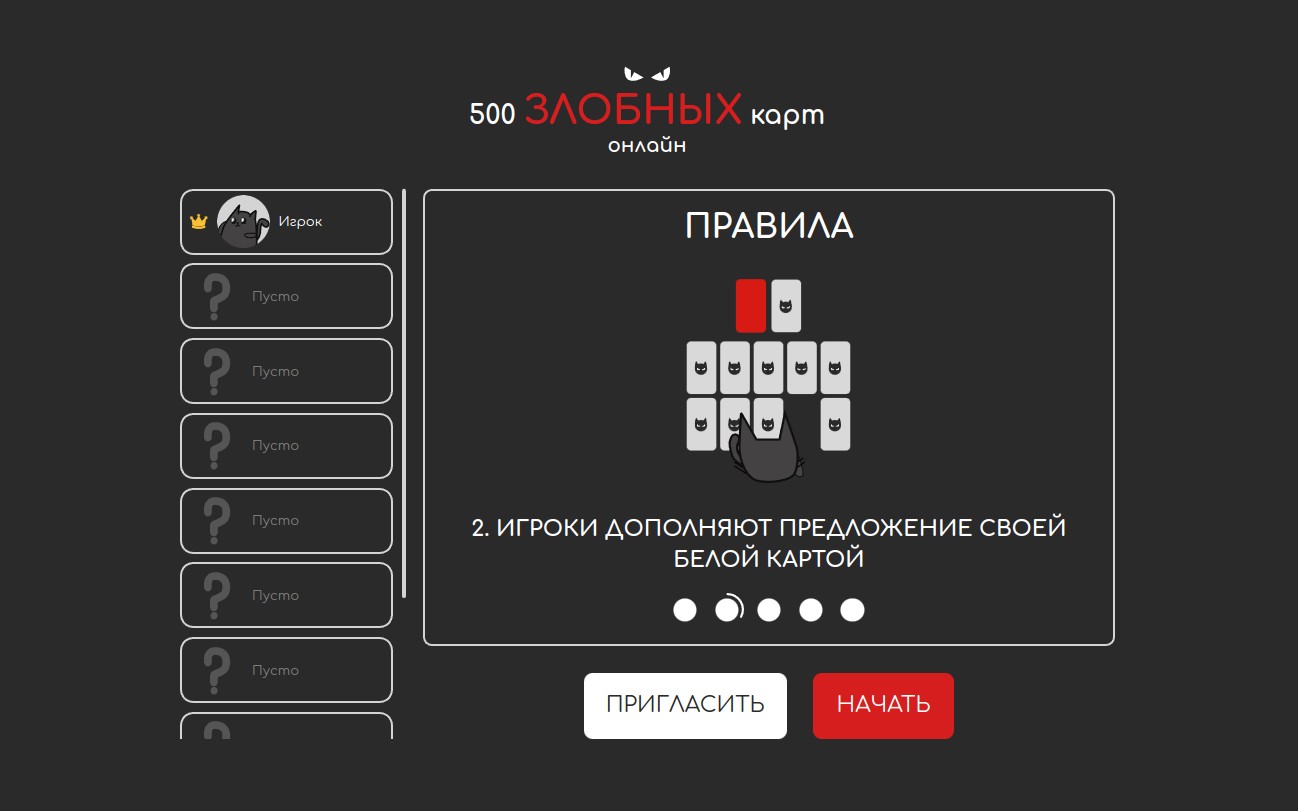 500 ЗЛОБНЫХ карт
онлайн
Игрок
Пусто
Пусто
Пусто
Пусто
Пусто
Пусто
ПРАВИЛА
2. ИГРОКИ ДОПОЛНЯЮТ ПРЕДЛОЖЕНИЕ СВОЕЙ
БЕЛОЙ КАРТОЙ
ПРИГЛАСИТЬ
НАЧАТЬ